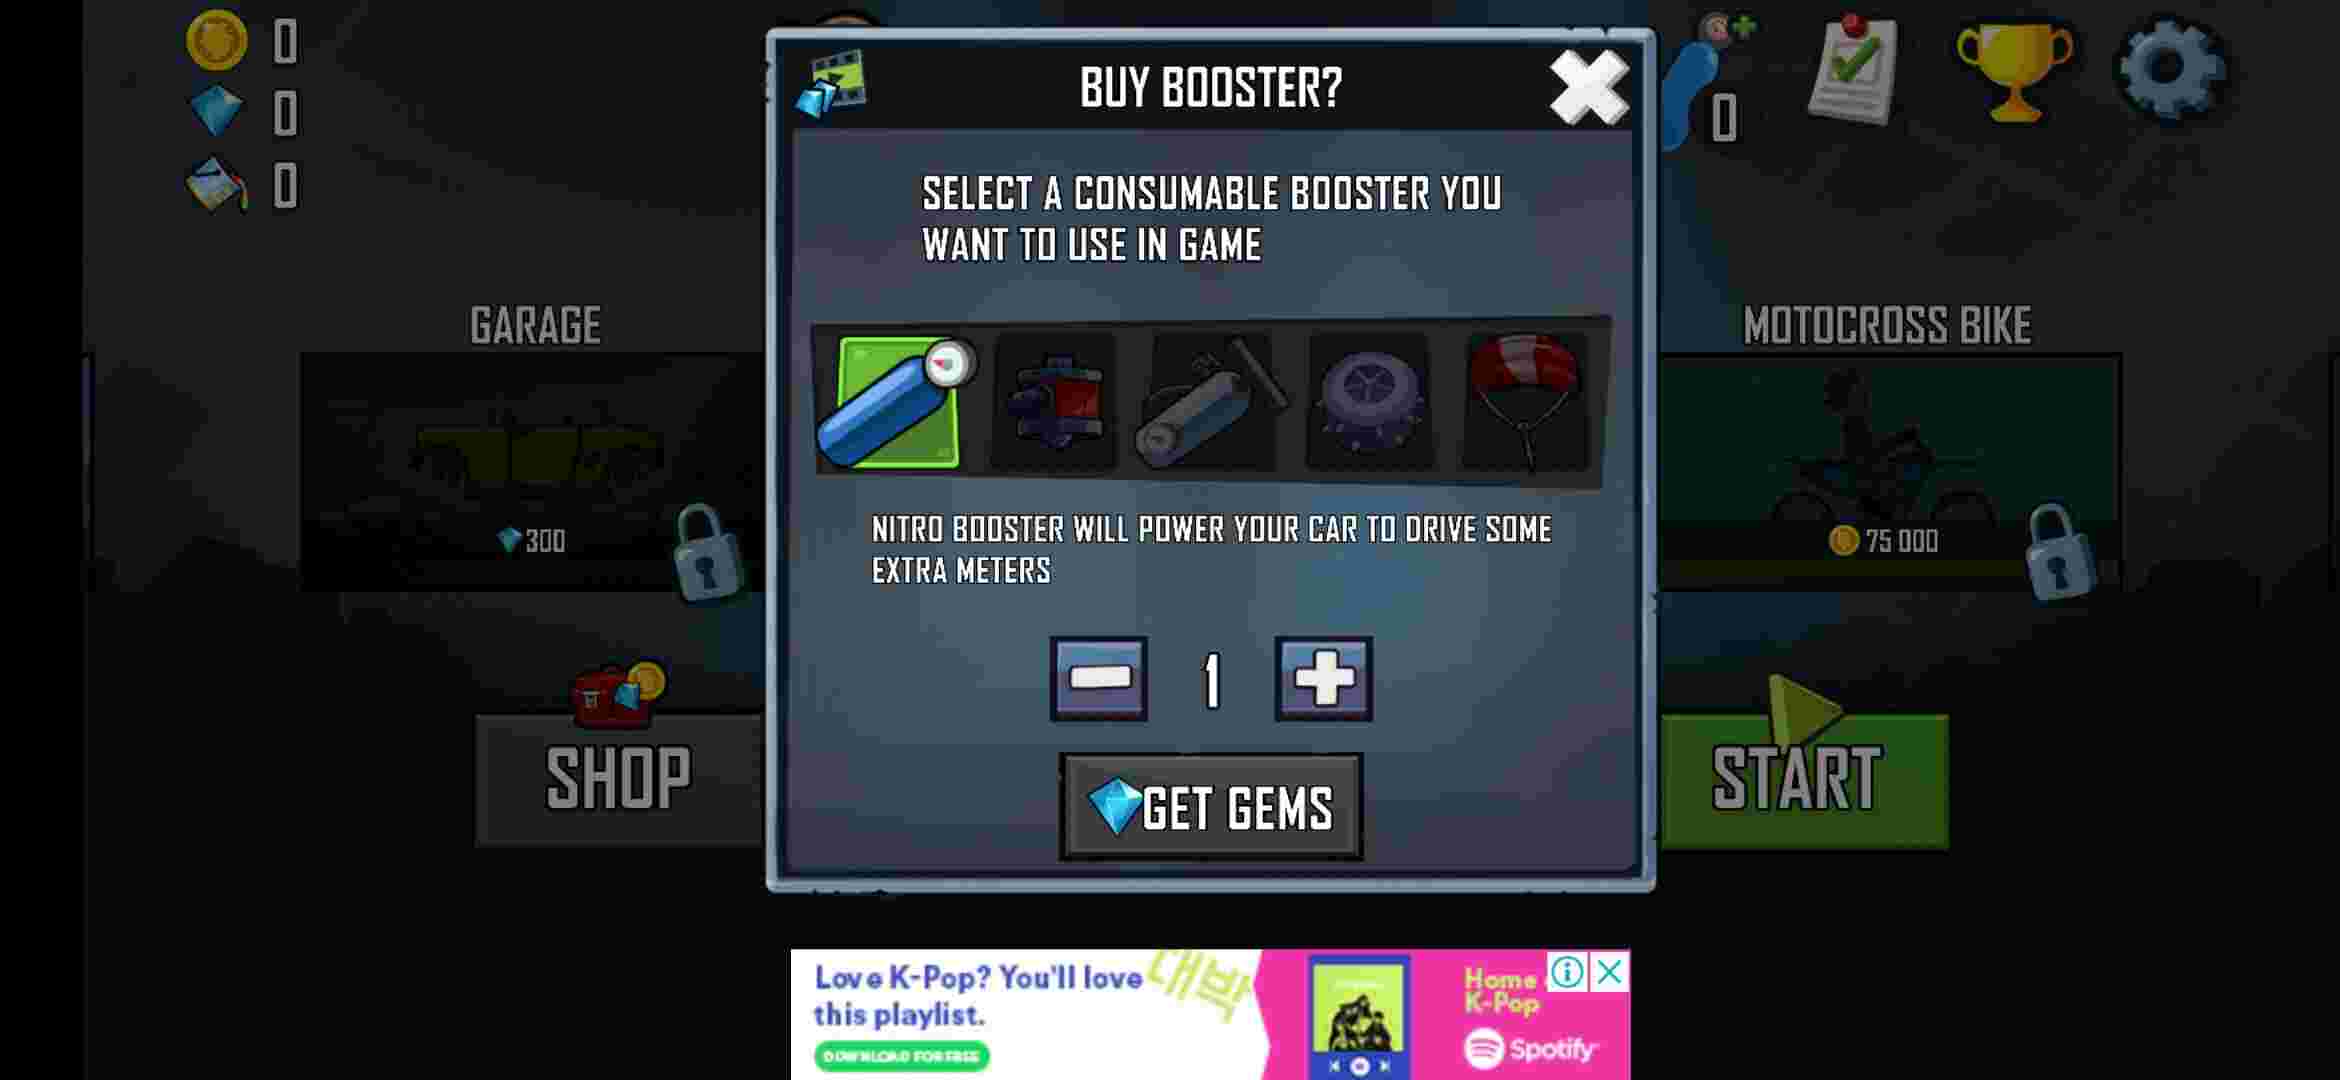 0
0
0
BUY BOOSTER?
0
SELECT A CONSUMABLE BOOSTER YOU
WANT TO USE IN GAME
GARAGE
MOTOCROSS BIKE
300
75 000
NITRO BOOSTER WILL POWER YOUR CAR TO DRIVE SOME
EXTRA METERS
1
SHOP
GET GEMS
START
Love K-Pop? You'll love
this playlist.
DOWNLOAD FOR FREE
대박
Home
K-Pop
Spotify